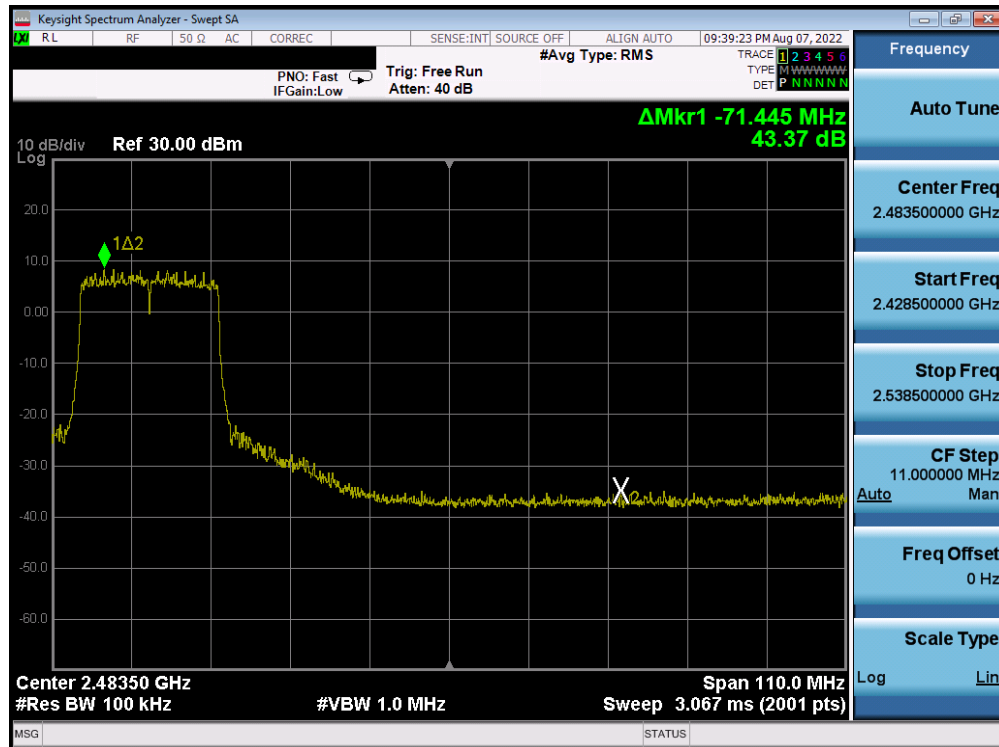 Keysight Spectrum Analyzer - Swept SA
LXI RL RF 50 Ω AC CORREC SENSE:INT SOURCE OFF ALIGN AUTO 09:39:23 PM Aug 07, 2022
PNO: Fast
IFGain:Low
Trig: Free Run
Atten: 40 dB
#Avg Type: RMS
TRACE 1 2 3 4 5 6
TYPE M WWWWW
DET P N N N N N
ΔMkr1 -71.445 MHz
43.37 dB
10 dB/div Ref 30.00 dBm
Log
20.0
1Δ2
10.0
0.00
-10.0
-20.0
-30.0
X2
-40.0
-50.0
-60.0
Center 2.48350 GHz Span 110.0 MHz
#Res BW 100 kHz #VBW 1.0 MHz Sweep 3.067 ms (2001 pts)
MSG STATUS
Frequency
Auto Tune
Center Freq
2.483500000 GHz
Start Freq
2.428500000 GHz
Stop Freq
2.538500000 GHz
CF Step
11.000000 MHz
Auto Man
Freq Offset
0 Hz
Scale Type
Log Lin